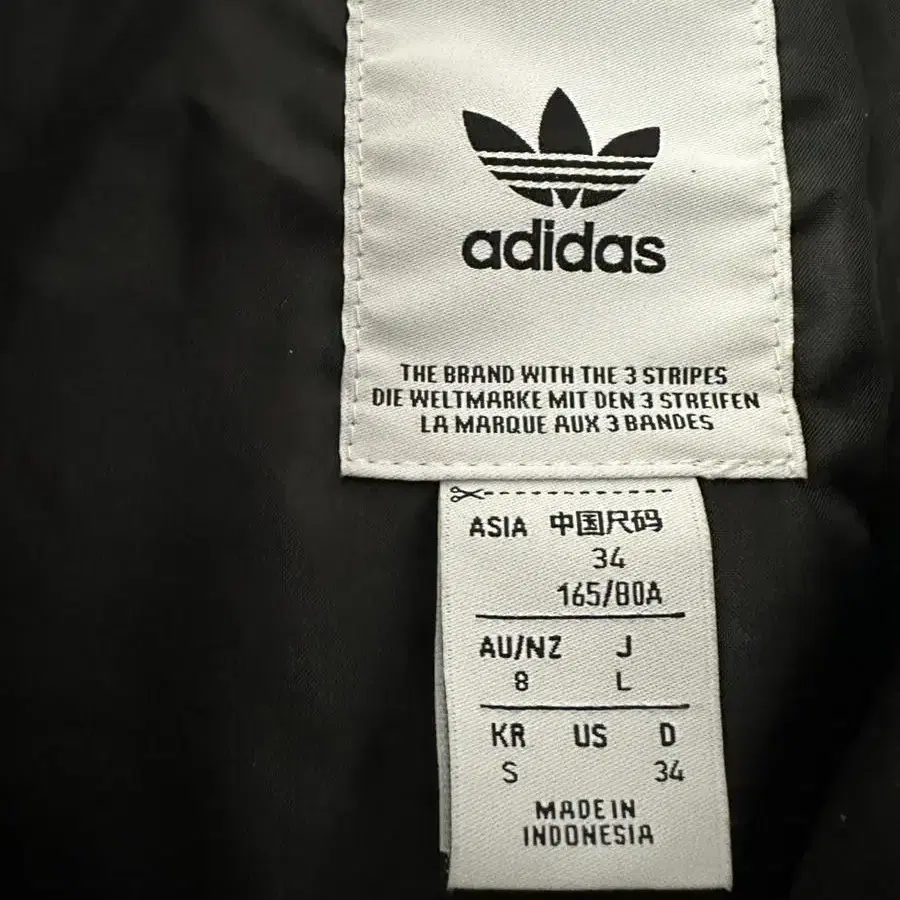 adidas
THE BRAND WITH THE 3 STRIPES
DIE WELTMARKE MIT DEN 3 STREIFEN
LA MARQUE AUX 3 BANDES
ASIA 中国尺码
34
165/80A
AU/NZ J
8 L
KR US D
S 34
MADE IN
INDONESIA